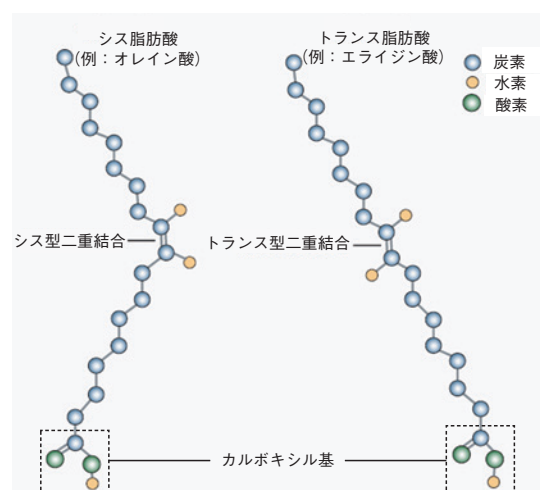 シス脂肪酸
(例：オレイン酸)
トランス脂肪酸
(例：エライジン酸)
炭素
水素
酸素
シス型二重結合
トランス型二重結合
カルボキシル基